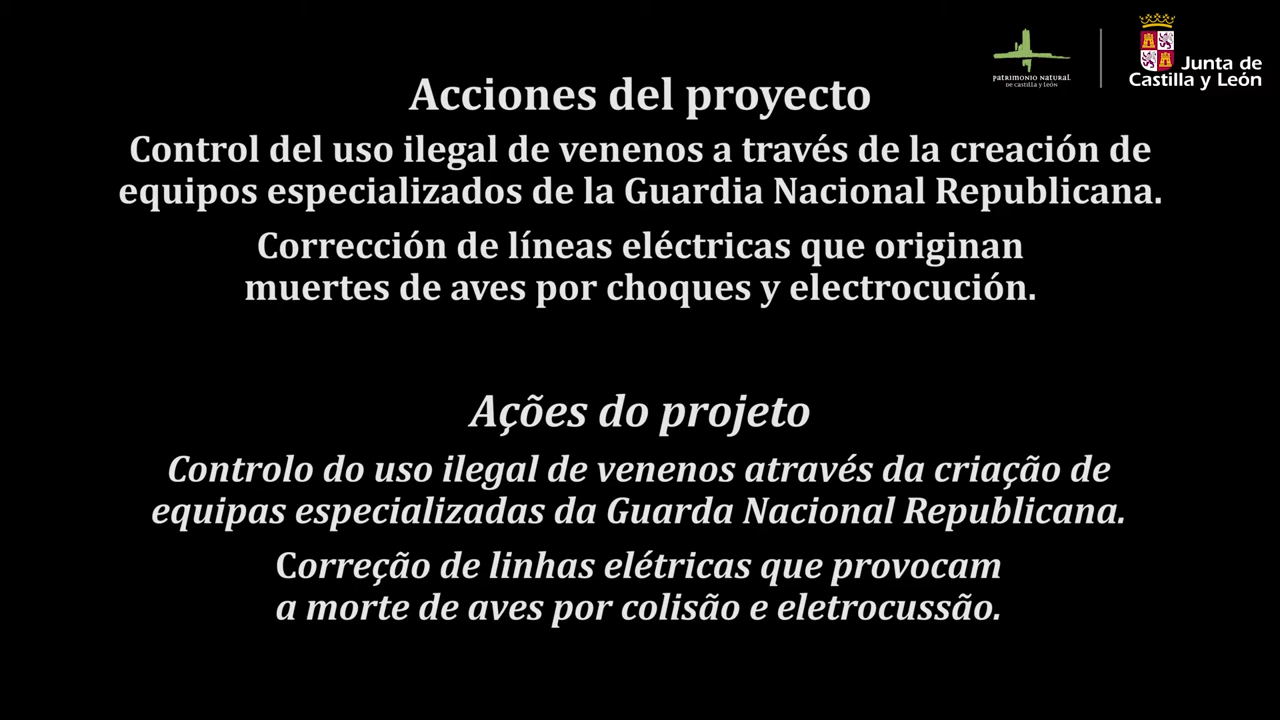 PATRIMONIO NATURAL
DE CASTILLA Y LEÓN
Junta de
Castilla y León
Acciones del proyecto
Control del uso ilegal de venenos a través de la creación de
equipos especializados de la Guardia Nacional Republicana.
Corrección de líneas eléctricas que originan
muertes de aves por choques y electrocución.
Ações do projeto
Controlo do uso ilegal de venenos através da criação de
equipas especializadas da Guarda Nacional Republicana.
Correção de linhas elétricas que provocam
a morte de aves por colisão e eletrocussão.